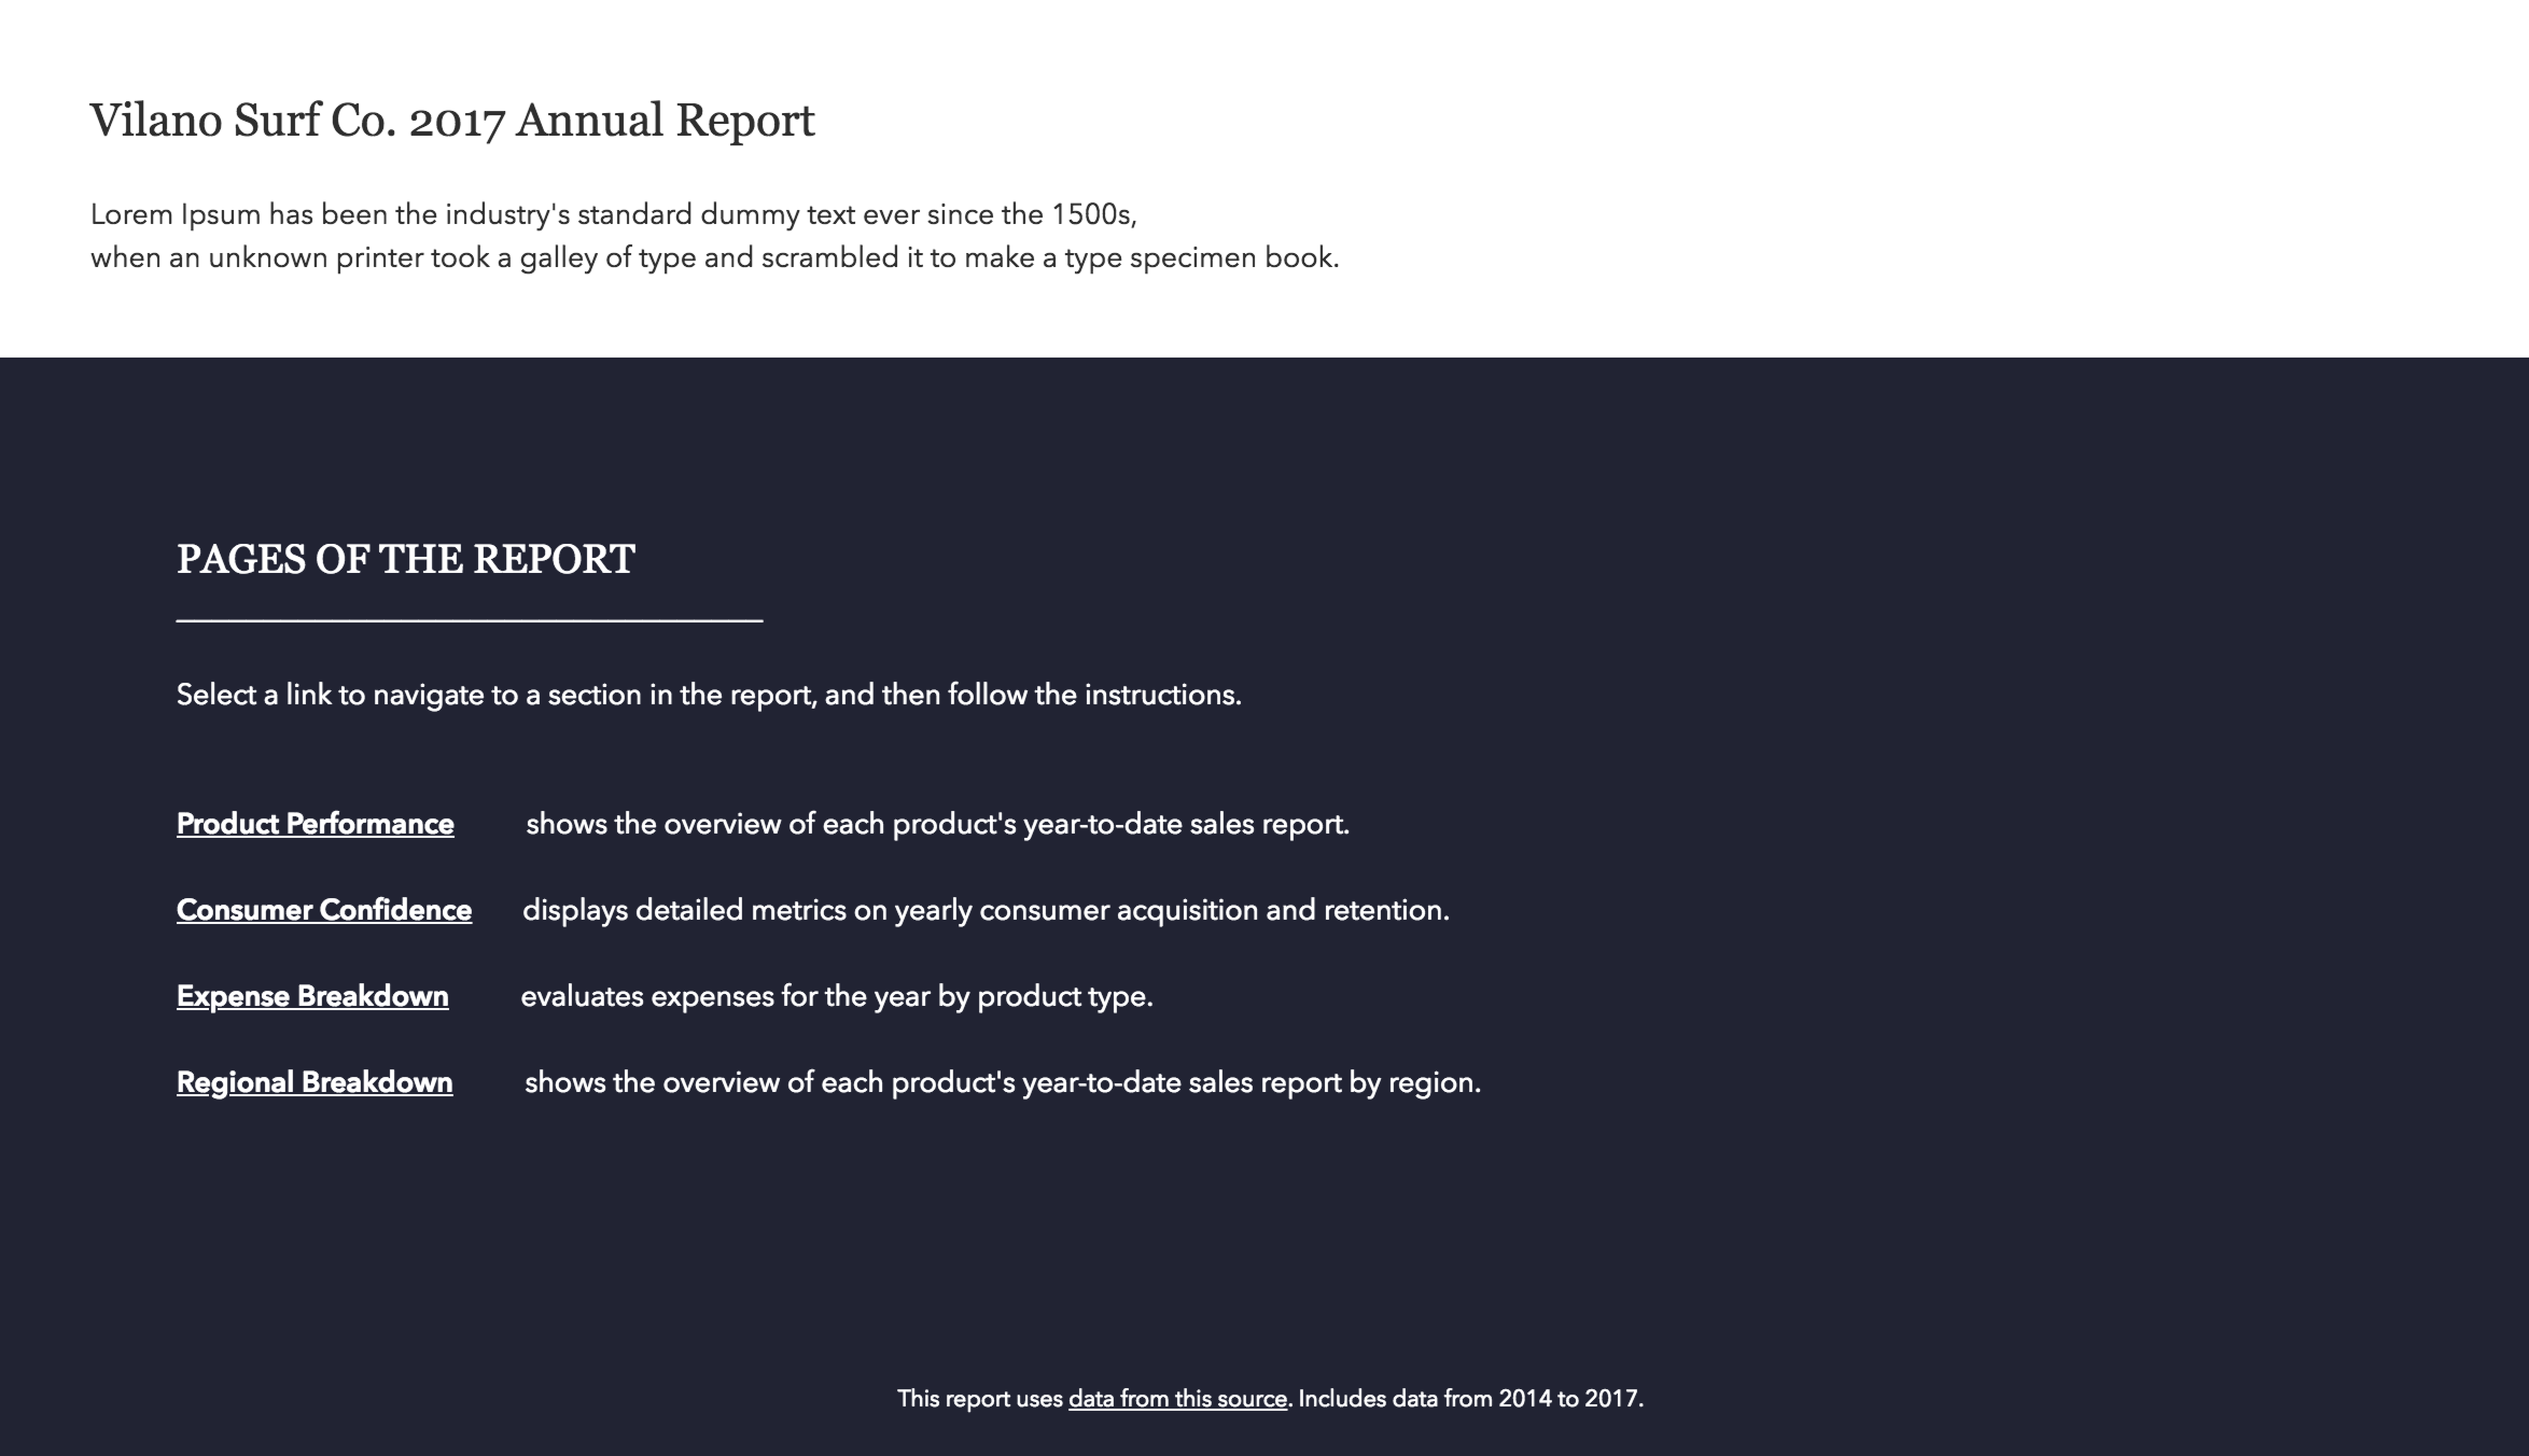 Vilano Surf Co. 2017 Annual Report
Lorem Ipsum has been the industry's standard dummy text ever since the 1500s,
when an unknown printer took a galley of type and scrambled it to make a type specimen book.
PAGES OF THE REPORT
Select a link to navigate to a section in the report, and then follow the instructions.
Product Performance shows the overview of each product's year-to-date sales report.
Consumer Confidence displays detailed metrics on yearly consumer acquisition and retention.
Expense Breakdown evaluates expenses for the year by product type.
Regional Breakdown shows the overview of each product's year-to-date sales report by region.
This report uses data from this source. Includes data from 2014 to 2017.